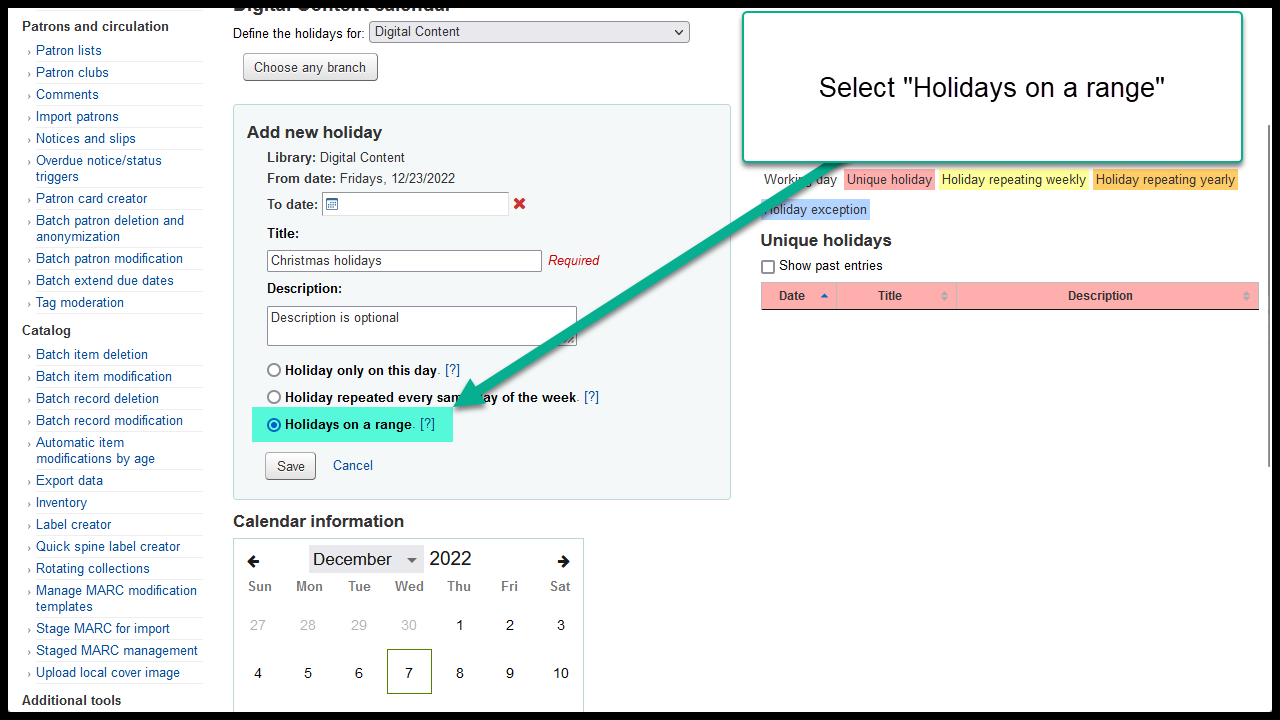 Patrons and circulation
Patron lists
Patron clubs
Comments
Import patrons
Notices and slips
Overdue notice/status
triggers
Patron card creator
Batch patron deletion and
anonymization
Batch patron modification
Batch extend due dates
Tag moderation
Catalog
Batch item deletion
Batch item modification
Batch record deletion
Batch record modification
Automatic item
modifications by age
Export data
Inventory
Label creator
Quick spine label creator
Rotating collections
Manage MARC modification
templates
Stage MARC for import
Staged MARC management
Upload local cover image
Additional tools
Digital Content calendar
Define the holidays for: Digital Content
Choose any branch
Add new holiday
Library: Digital Content
From date: Fridays, 12/23/2022
To date:
Title:
Christmas holidays Required
Description:
Description is optional
Holiday only on this day. [?]
Holiday repeated every same day of the week. [?]
Holidays on a range. [?]
Save Cancel
Calendar information
December 2022
Sun Mon Tue Wed Thu Fri Sat
27 28 29 30 1 2 3
4 5 6 7 8 9 10
Select "Holidays on a range"
Working day Unique holiday Holiday repeating weekly Holiday repeating yearly
Holiday exception
Unique holidays
Show past entries
Date Title Description